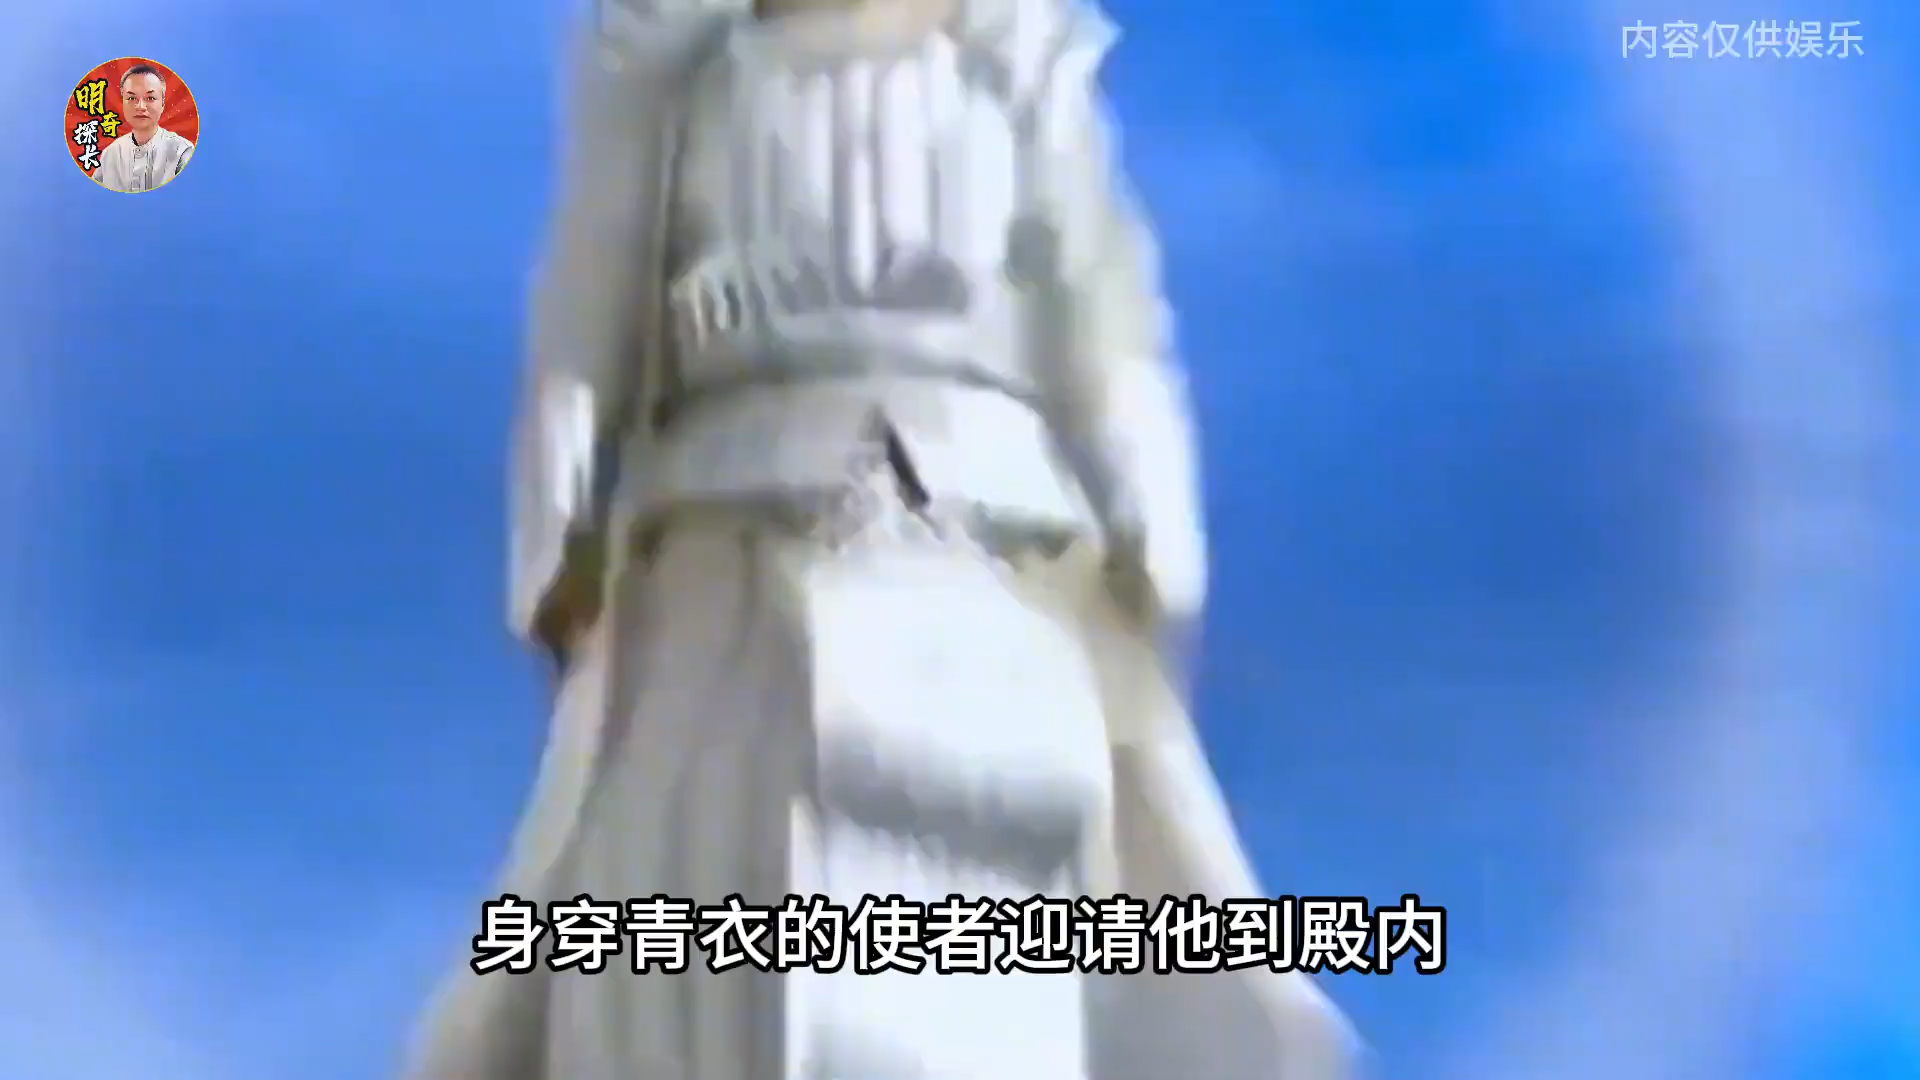 内容仅供娱乐
明
奇
探
长
身穿青衣的使者迎请他到殿内